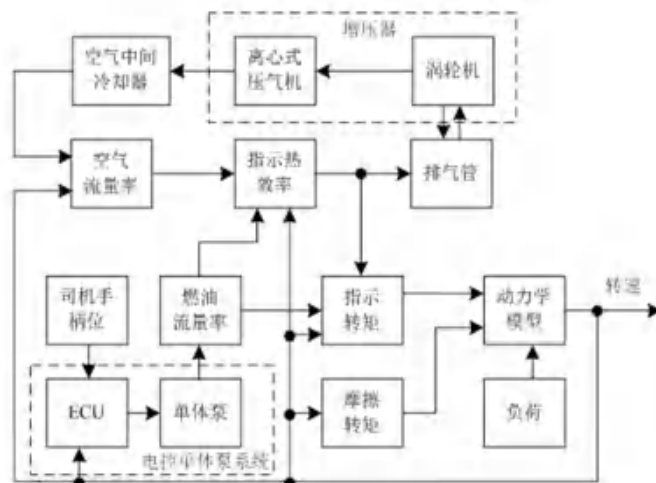 增压器
空气中间
冷却器
离心式
压气机
涡轮机
空气
流量率
指示热
效率
排气管
司机手
柄位
燃油
流量率
指示
转矩
动力学
模型
转速
ECU
单体泵
摩擦
转矩
负荷
电控单体泵系统